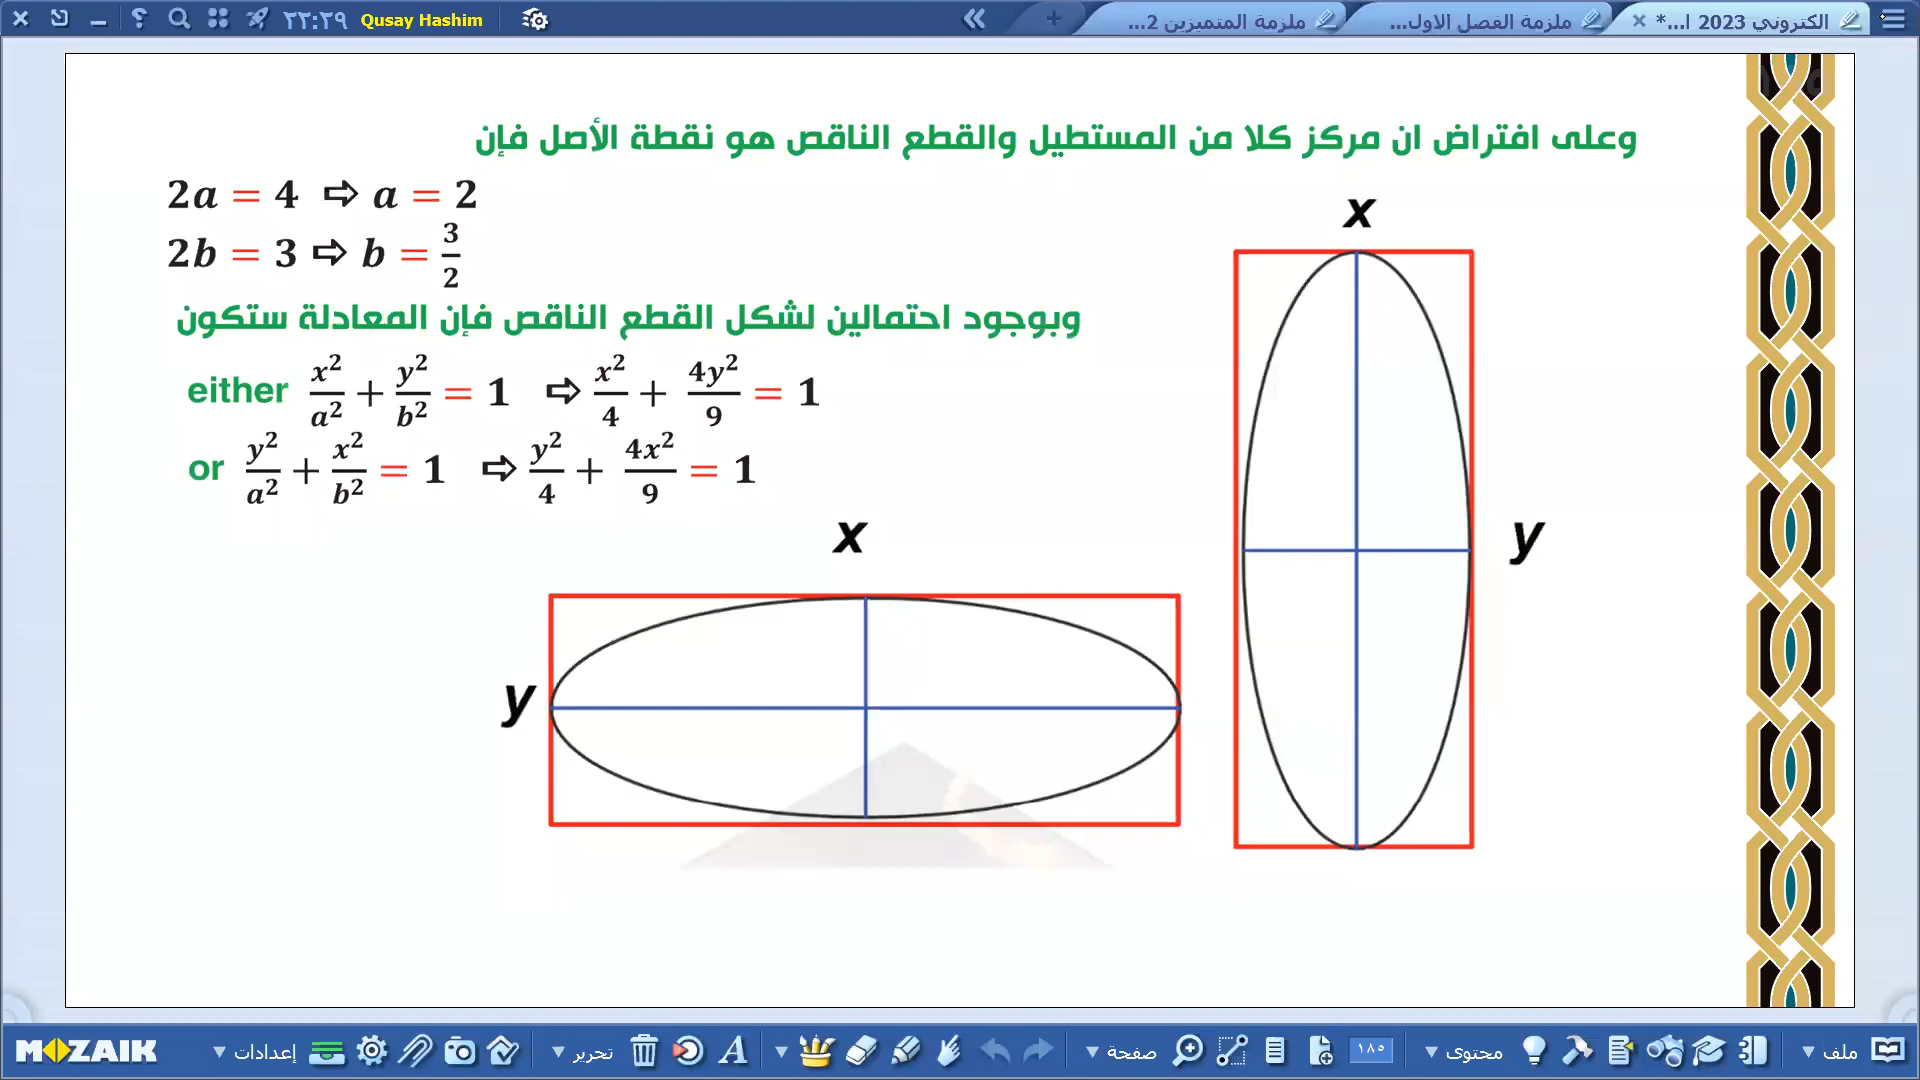 الكتروني 2023 ا...*
ملزمة الفصل الاول...
ملزمة المتميزين 2...
Qusay Hashim
٢٢:٢٩
وعلى افتراض ان مركز كلا من المستطيل والقطع الناقص هو نقطة الأصل فإن
2a = 4 ⇨ a = 2
2b = 3 ⇨ b = 3/2
وبوجود احتمالين لشكل القطع الناقص فإن المعادلة ستكون
either x²/a² + y²/b² = 1 ⇨ x²/4 + 4y²/9 = 1
or y²/a² + x²/b² = 1 ⇨ y²/4 + 4x²/9 = 1
x
y
x
y
ملف
محتوى
١٨٥
صفحة
تحرير
إعدادات
MOZAIK